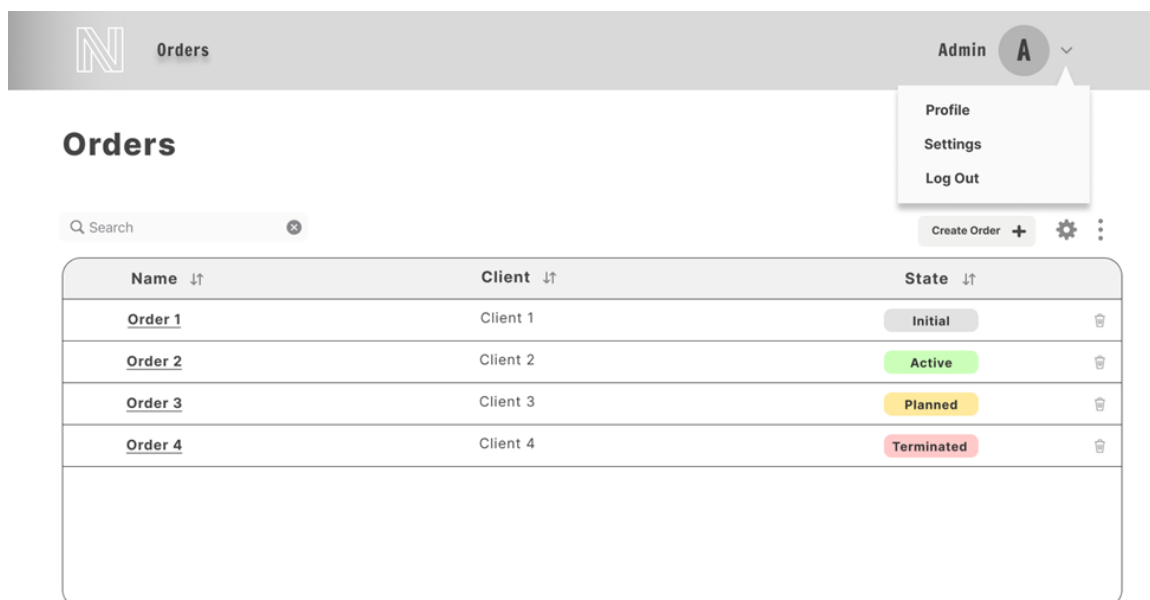 N Orders Admin A
Profile
Orders
Settings
Log Out
Search
Create Order +
Name Client State
Order 1 Client 1 Initial
Order 2 Client 2 Active
Order 3 Client 3 Planned
Order 4 Client 4 Terminated